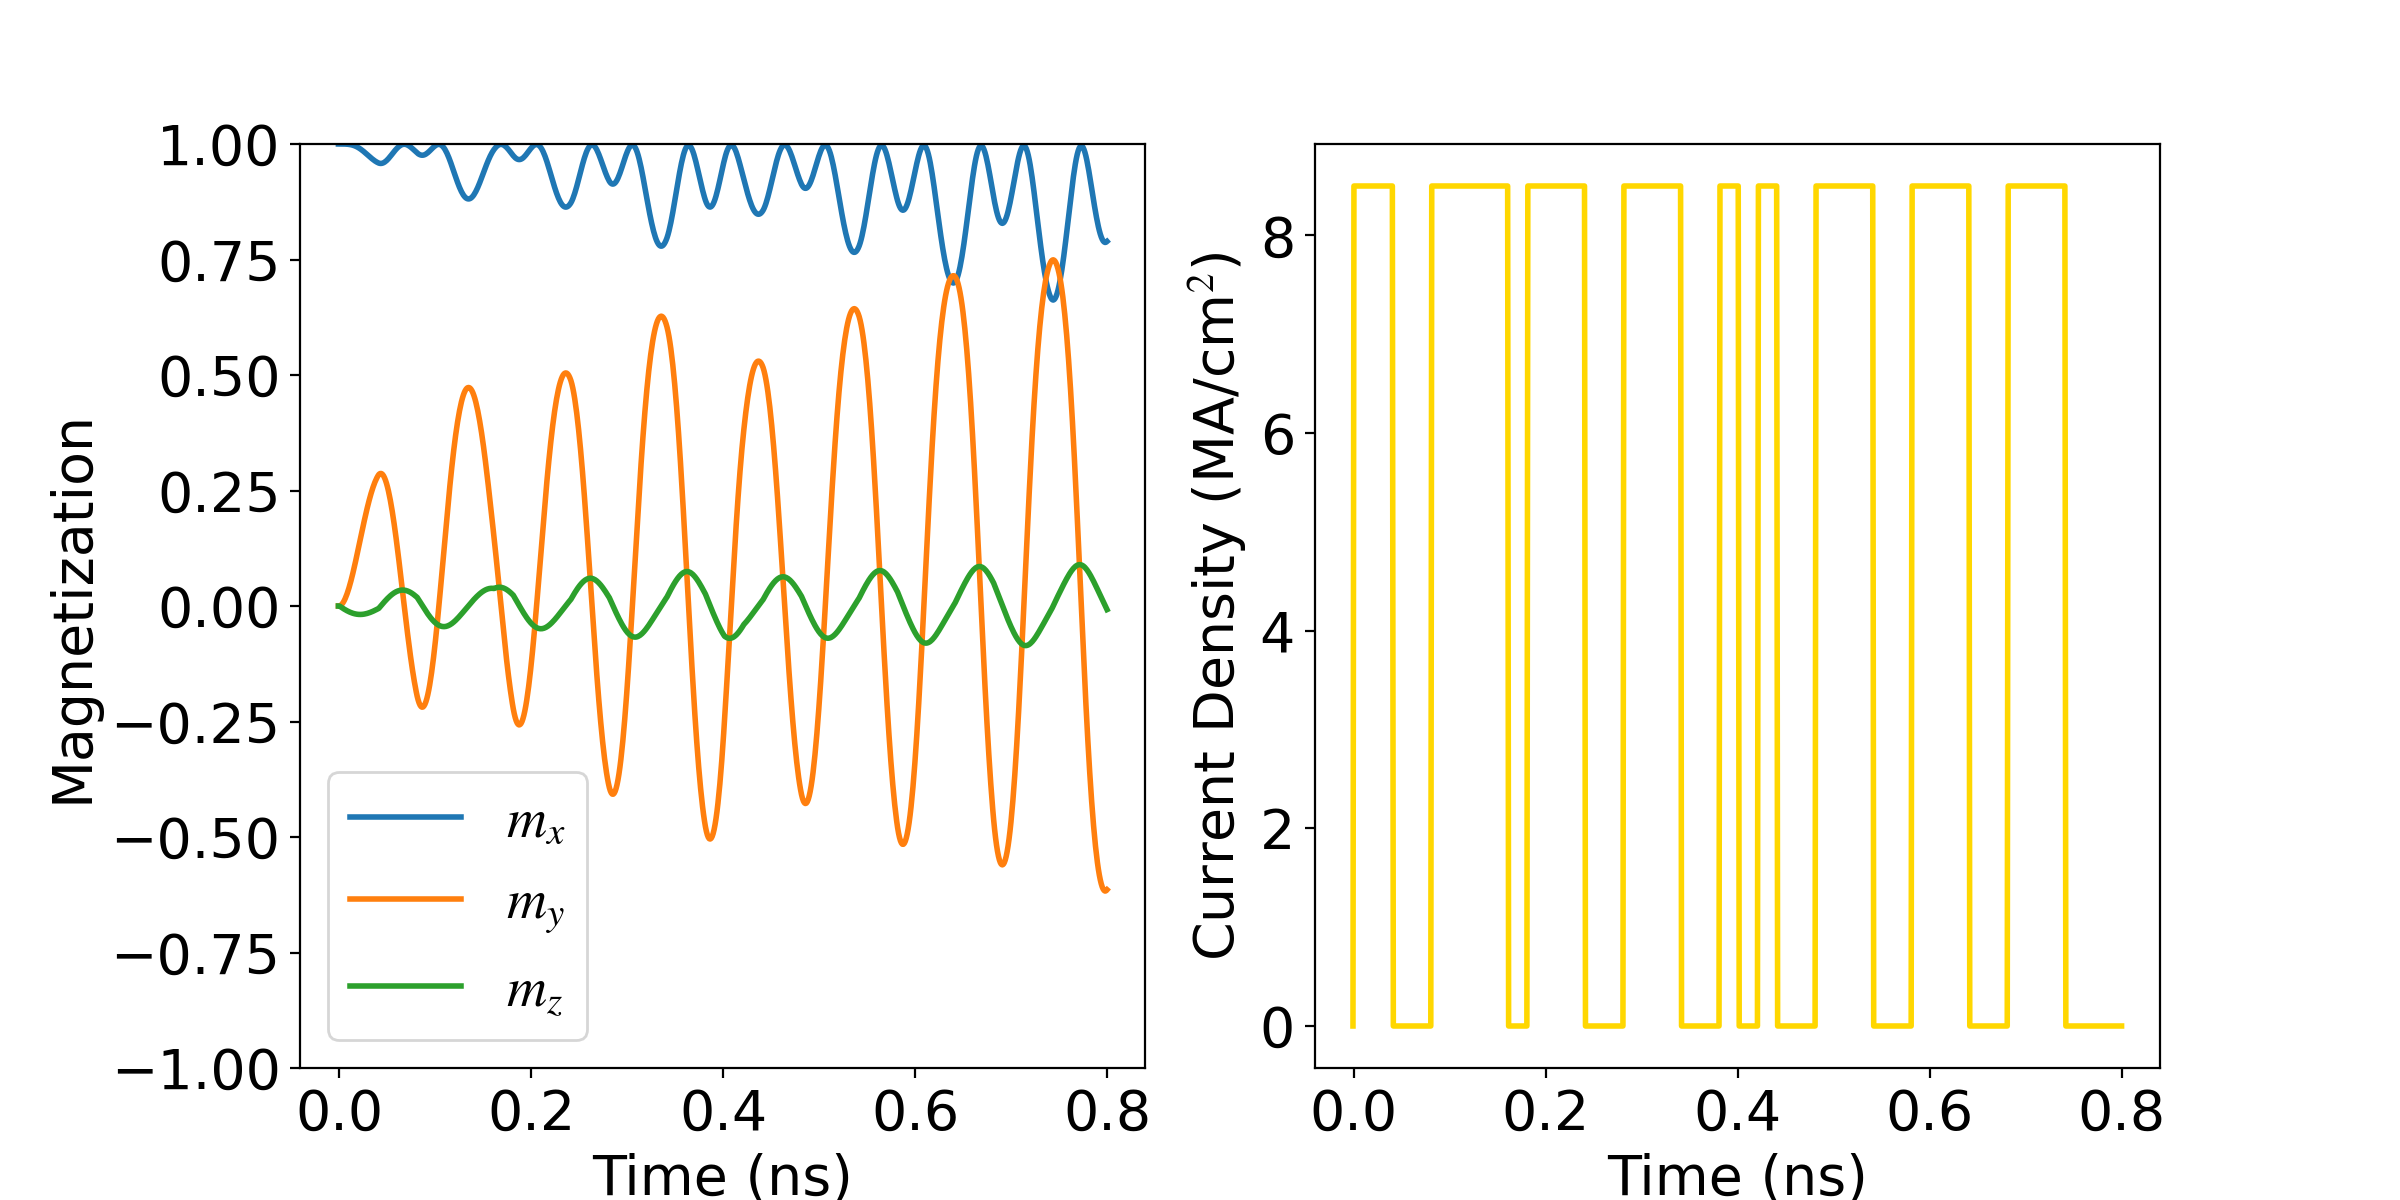 1.00
0.75
0.50
0.25
0.00
−0.25
−0.50
−0.75
−1.00
Magnetization
m_x
m_y
m_z
0.0 0.2 0.4 0.6 0.8
Time (ns)
8
6
4
2
0
Current Density (MA/cm²)
0.0 0.2 0.4 0.6 0.8
Time (ns)